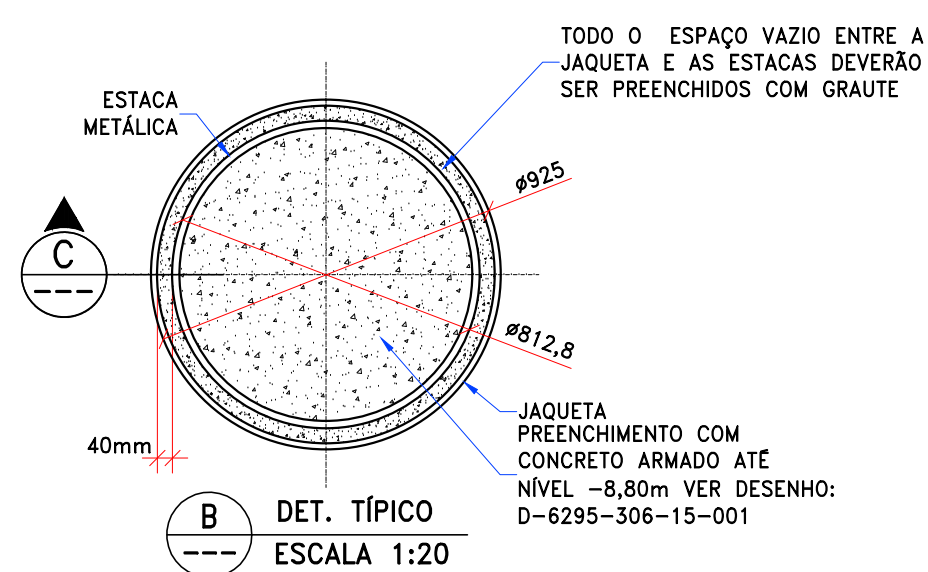 TODO O ESPAÇO VAZIO ENTRE A
JAQUETA E AS ESTACAS DEVERÃO
SER PREENCHIDOS COM GRAUTE
ESTACA
METÁLICA
ø925
C
---
ø812,8
JAQUETA
PREENCHIMENTO COM
CONCRETO ARMADO ATÉ
NÍVEL -8,80m VER DESENHO:
D-6295-306-15-001
40mm
B
---
DET. TÍPICO
ESCALA 1:20